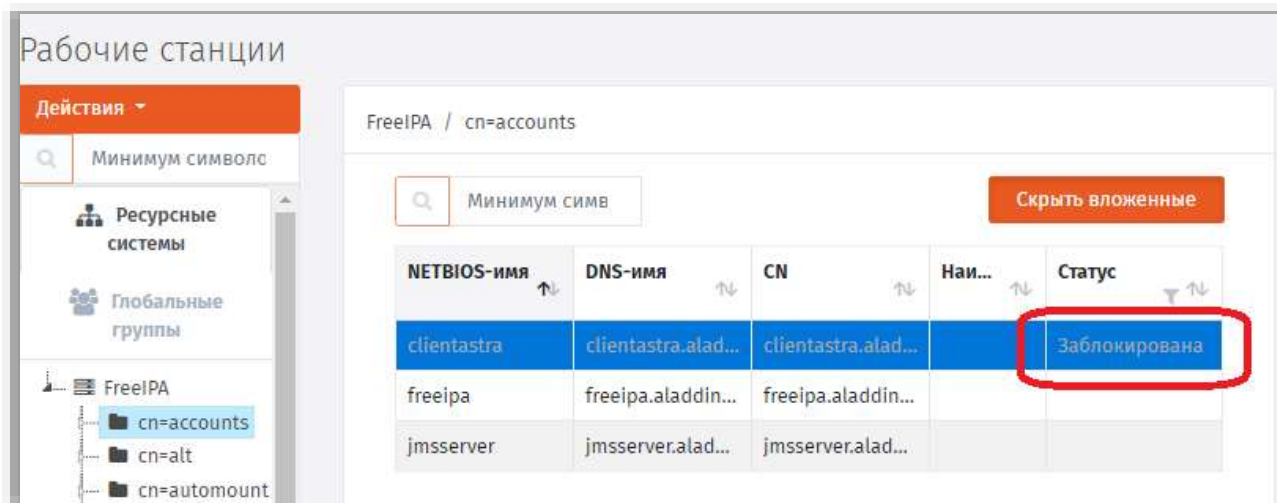 Рабочие станции
Действия
Минимум символс
Ресурсные
системы
Глобальные
группы
FreeIPA
cn=accounts
cn=alt
cn=automount
FreeIPA / cn=accounts
Минимум симв
Скрыть вложенные
NETBIOS-имя DNS-имя CN Наи... Статус
clientastra clientastra.alad... clientastra.alad... Заблокирована
freeipa freeipa.aladdin... freeipa.aladdin...
jmsserver jmsserver.alad... jmsserver.alad...